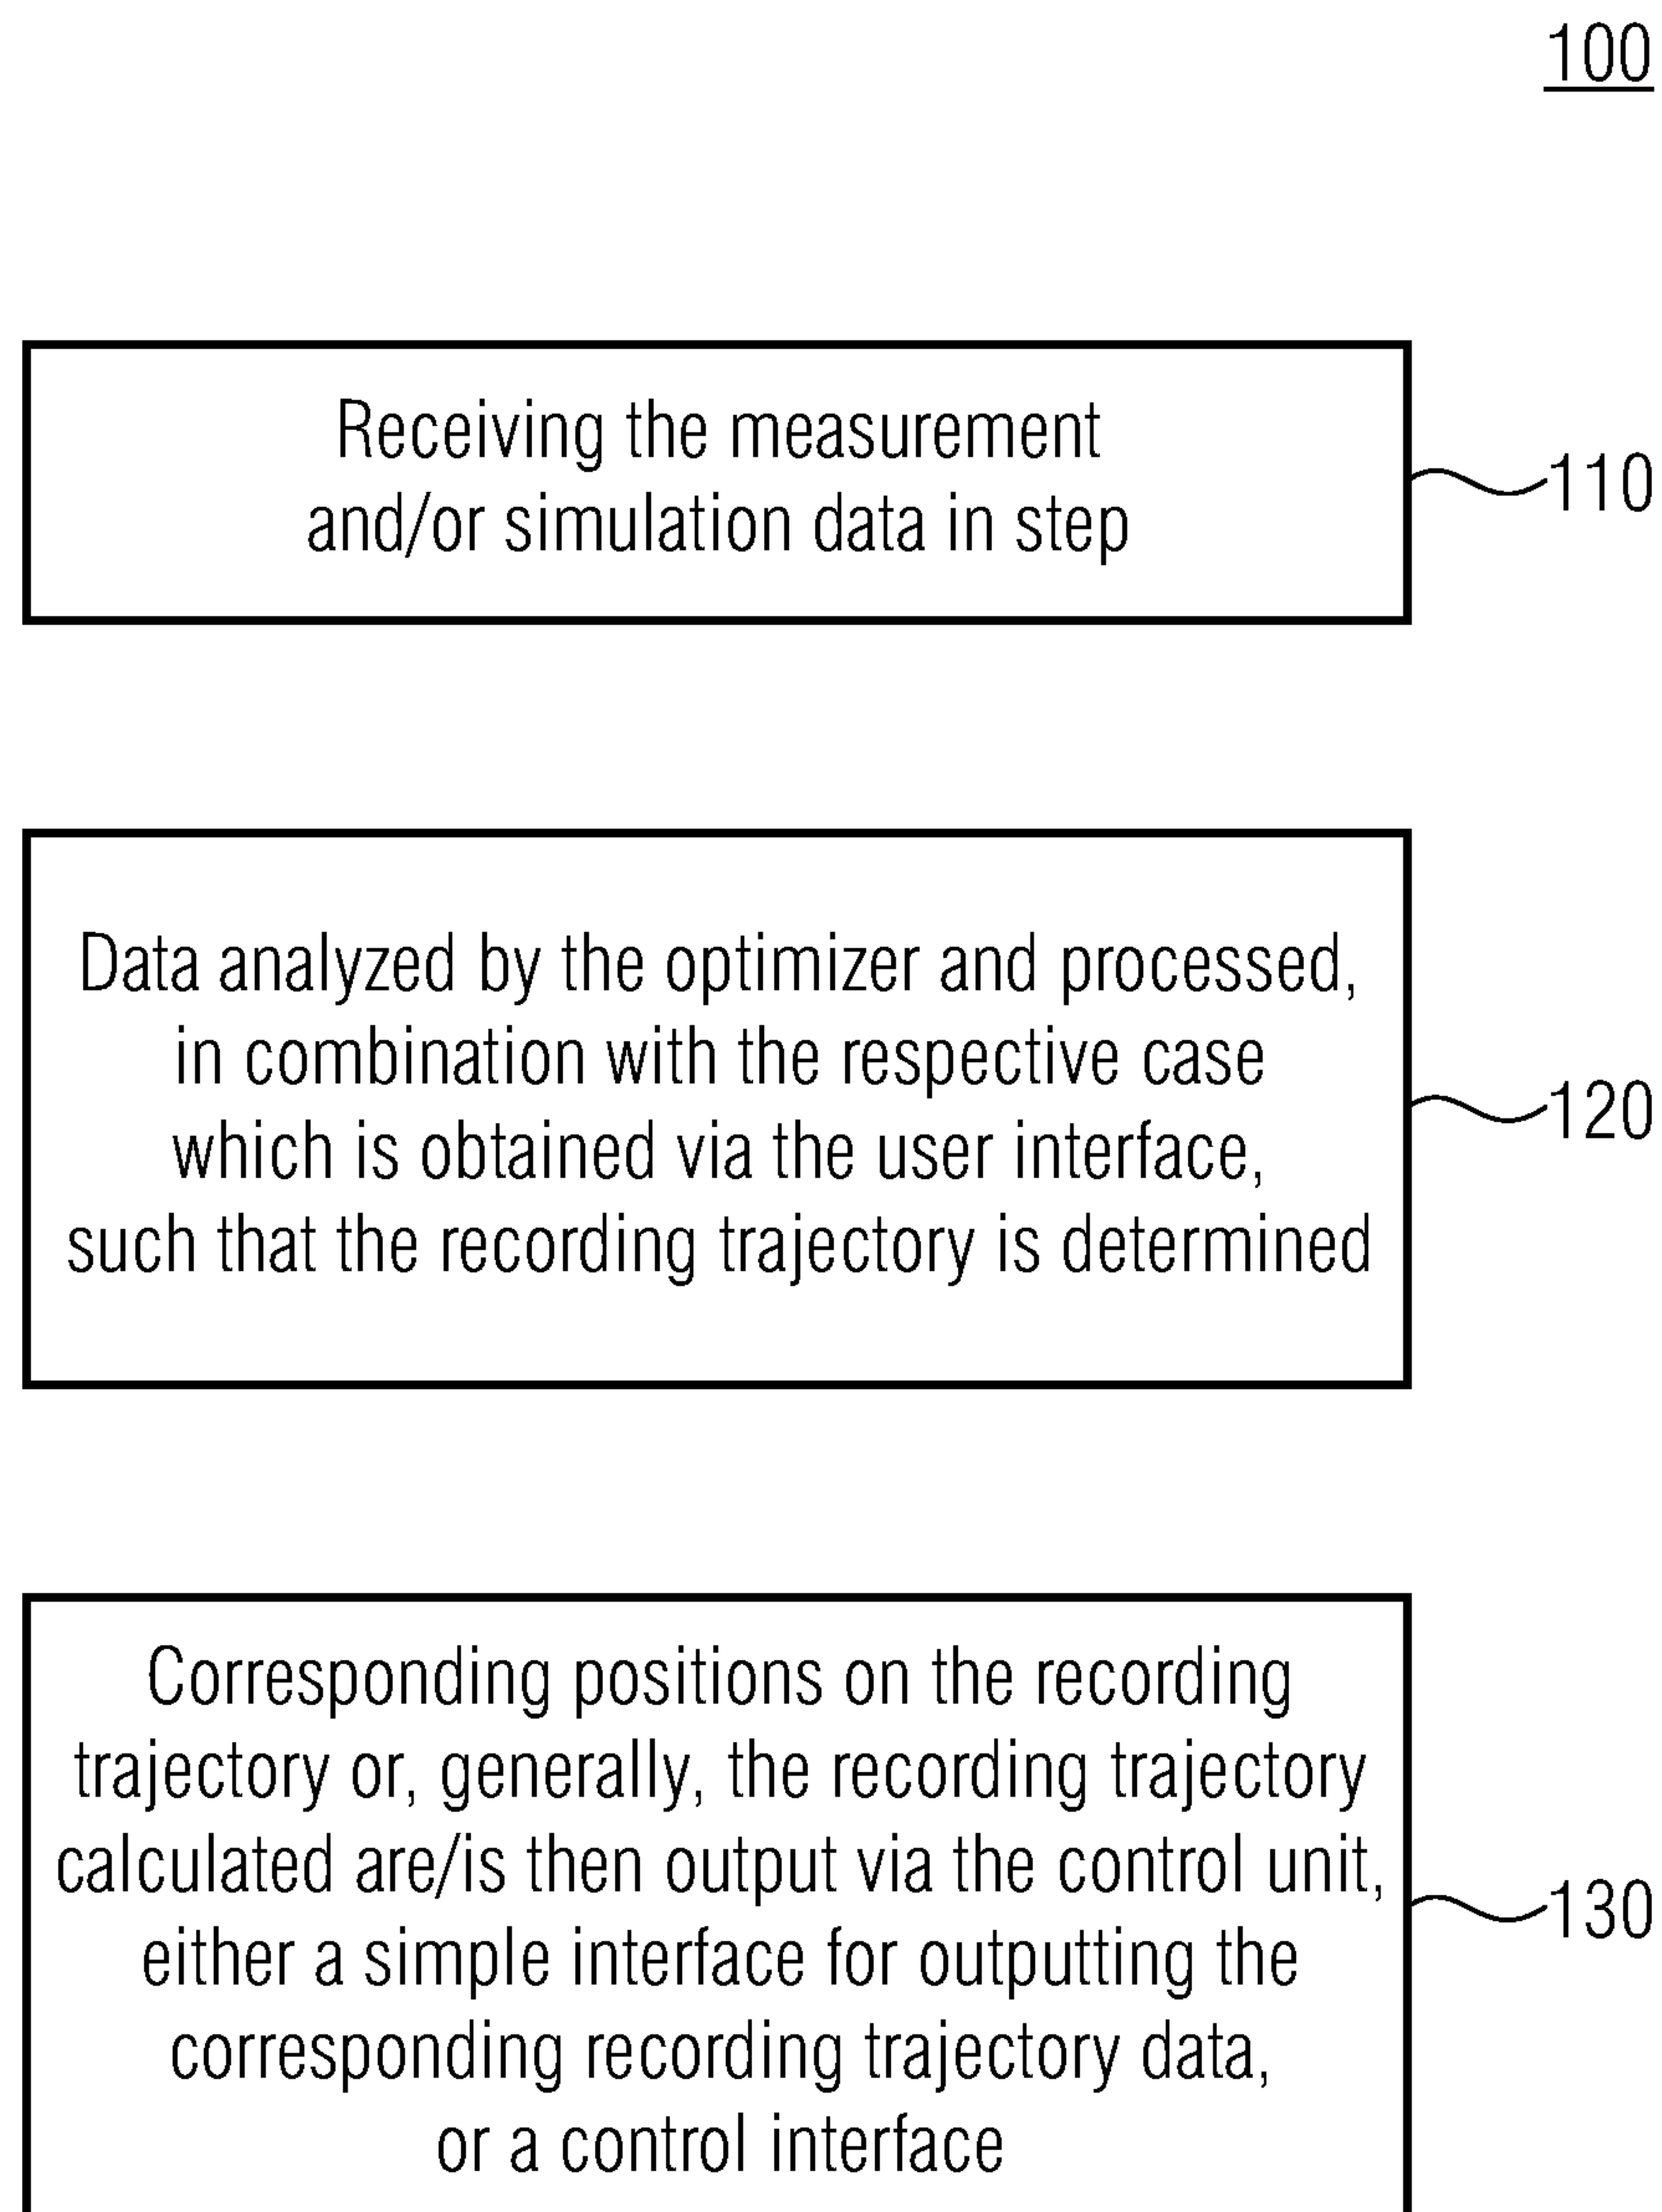 100
Receiving the measurement
and/or simulation data in step
110
Data analyzed by the optimizer and processed,
in combination with the respective case
which is obtained via the user interface,
such that the recording trajectory is determined
120
Corresponding positions on the recording
trajectory or, generally, the recording trajectory
calculated are/is then output via the control unit,
either a simple interface for outputting the
corresponding recording trajectory data,
or a control interface
130